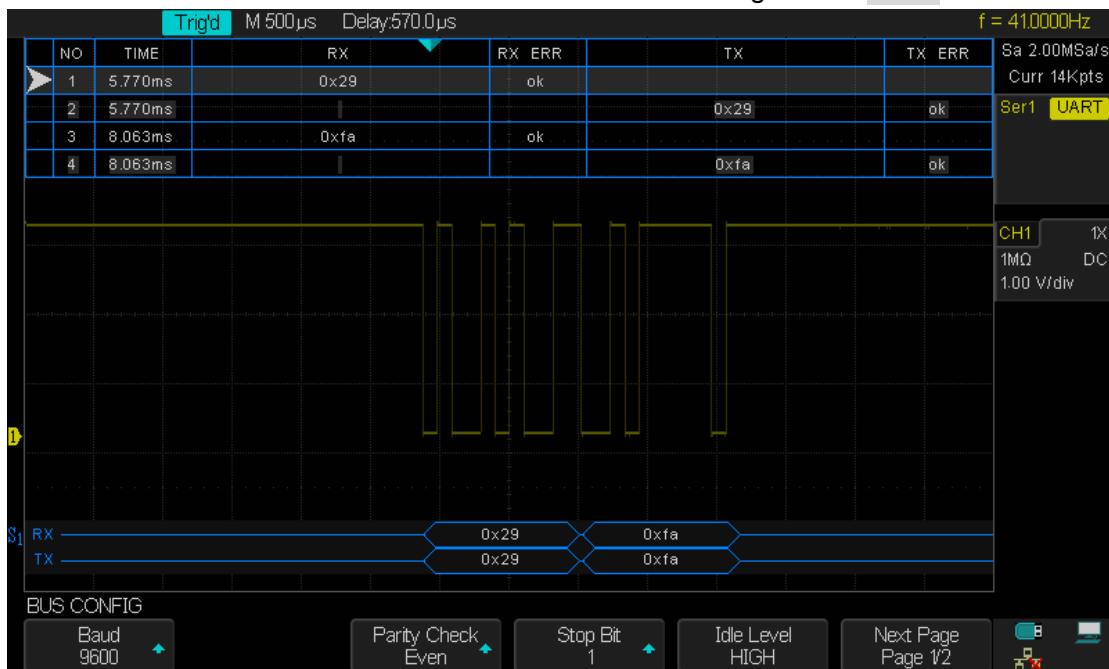 Trig'd M 500µs Delay:570.0µs f = 41.0000Hz
NO TIME RX RX ERR TX TX ERR
1 5.770ms 0x29 ok
2 5.770ms 0x29 ok
3 8.063ms 0xfa ok
4 8.063ms 0xfa ok
Sa 2.00MSa/s
Curr 14Kpts
Ser1 UART
CH1 1X
1MΩ DC
1.00 V/div
1
S1 RX 0x29 0xfa
TX 0x29 0xfa
BUS CONFIG
Baud
9600
Parity Check
Even
Stop Bit
1
Idle Level
HIGH
Next Page
Page 1/2